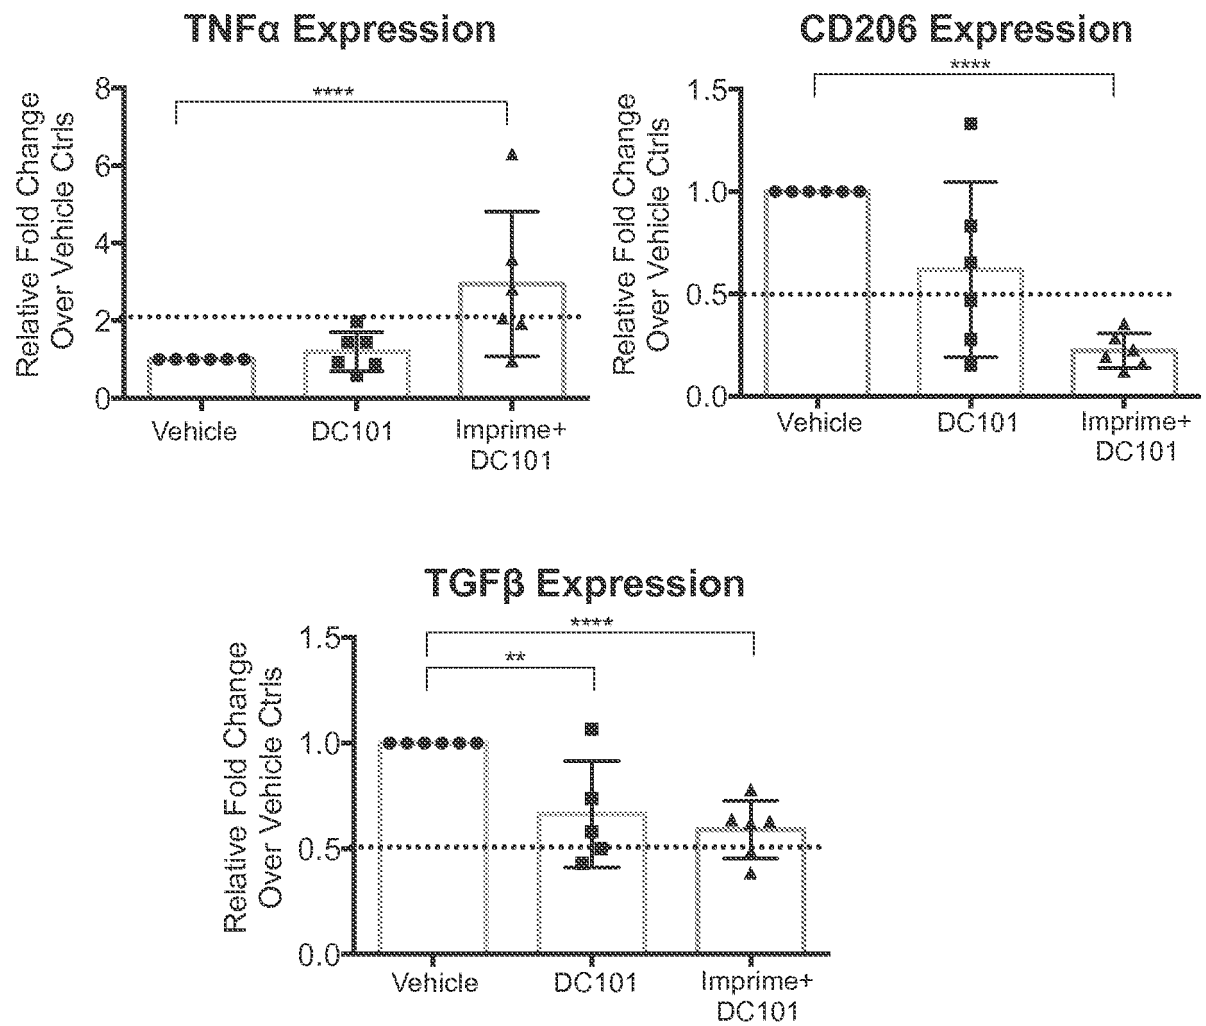 TNFα Expression
Relative Fold Change
Over Vehicle Ctrls
8
6
4
2
0
****
Vehicle
DC101
Imprime+
DC101
CD206 Expression
Relative Fold Change
Over Vehicle Ctrls
1.5
1.0
0.5
0.0
****
Vehicle
DC101
Imprime+
DC101
TGFβ Expression
Relative Fold Change
Over Vehicle Ctrls
1.5
1.0
0.5
0.0
****
**
Vehicle
DC101
Imprime+
DC101